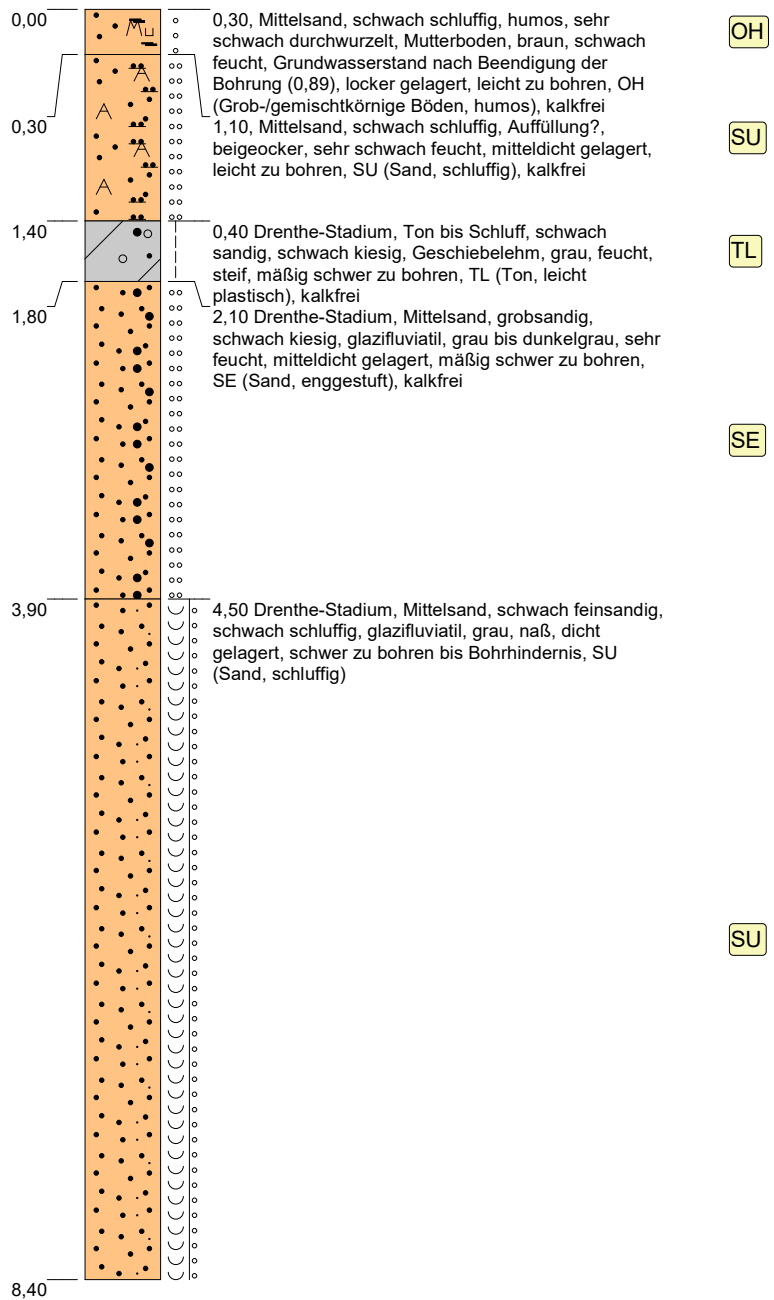 0,00
0,30, Mittelsand, schwach schluffig, humos, sehr
schwach durchwurzelt, Mutterboden, braun, schwach
feucht, Grundwasserstand nach Beendigung der
Bohrung (0,89), locker gelagert, leicht zu bohren, OH
(Grob-/gemischtkörnige Böden, humos), kalkfrei
OH
Mu
A
A
A
A
0,30
1,10, Mittelsand, schwach schluffig, Auffüllung?,
beigeocker, sehr schwach feucht, mitteldicht gelagert,
leicht zu bohren, SU (Sand, schluffig), kalkfrei
SU
1,40
0,40 Drenthe-Stadium, Ton bis Schluff, schwach
sandig, schwach kiesig, Geschiebelehm, grau, feucht,
steif, mäßig schwer zu bohren, TL (Ton, leicht
plastisch), kalkfrei
TL
1,80
2,10 Drenthe-Stadium, Mittelsand, grobsandig,
schwach kiesig, glazifluviatil, grau bis dunkelgrau, sehr
feucht, mitteldicht gelagert, mäßig schwer zu bohren,
SE (Sand, enggestuft), kalkfrei
SE
3,90
4,50 Drenthe-Stadium, Mittelsand, schwach feinsandig,
schwach schluffig, glazifluviatil, grau, naß, dicht
gelagert, schwer zu bohren bis Bohrhindernis, SU
(Sand, schluffig)
SU
8,40